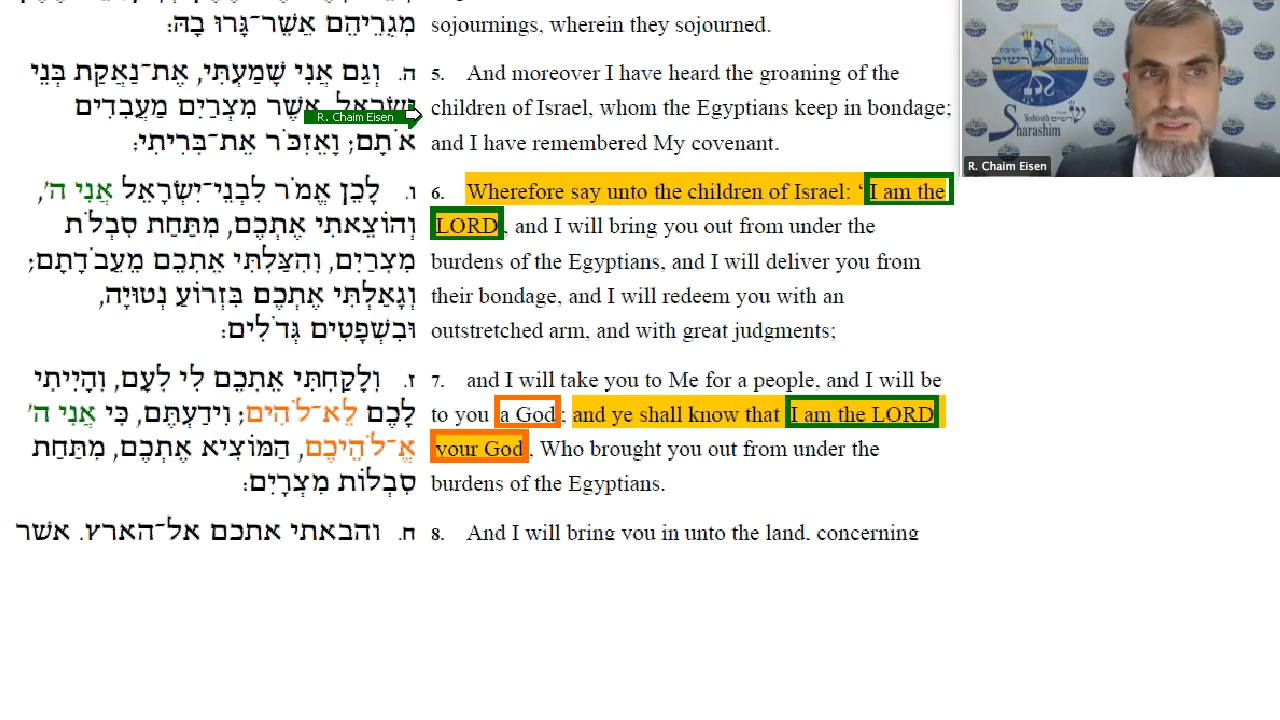 מְגֻרֵיהֶם אֲשֶׁר־גָּרוּ בָהּ:
sojournings, wherein they sojourned.
ה. וְגַם אֲנִי שָׁמַעְתִּי, אֶת־נַאֲקַת בְּנֵי
אֲשֶׁר מִצְרַיִם מַעֲבִדִים
אֹתָם; וָאֶזְכֹּר אֶת־בְּרִיתִי:
5. And moreover I have heard the groaning of the
children of Israel, whom the Egyptians keep in bondage;
and I have remembered My covenant.
ו. לָכֵן אֱמֹר לִבְנֵי־יִשְׂרָאֵל אֲנִי ה',
וְהוֹצֵאתִי אֶתְכֶם, מִתַּחַת סִבְלֹת
מִצְרַיִם, וְהִצַּלְתִּי אֶתְכֶם מֵעֲבֹדָתָם;
וְגָאַלְתִּי אֶתְכֶם בִּזְרוֹעַ נְטוּיָה,
וּבִשְׁפָטִים גְּדֹלִים:
6. Wherefore say unto the children of Israel: ‘I am the
LORD, and I will bring you out from under the
burdens of the Egyptians, and I will deliver you from
their bondage, and I will redeem you with an
outstretched arm, and with great judgments;
ז. וְלָקַחְתִּי אֶתְכֶם לִי לְעָם, וְהָיִיתִי
לָכֶם לֵא־לֹהִים; וִידַעְתֶּם, כִּי אֲנִי ה'
אֱ־לֹהֵיכֶם, הַמּוֹצִיא אֶתְכֶם, מִתַּחַת
סִבְלוֹת מִצְרָיִם:
7. and I will take you to Me for a people, and I will be
to you a God; and ye shall know that I am the LORD
your God, Who brought you out from under the
burdens of the Egyptians.
ח. והבאתי אתכם אל־הארץ, אשר
8. And I will bring you in unto the land, concerning
R. Chaim Eisen
ישיבת
שרשים
Sharashim
Yeshivath
Sharashim
R. Chaim Eisen